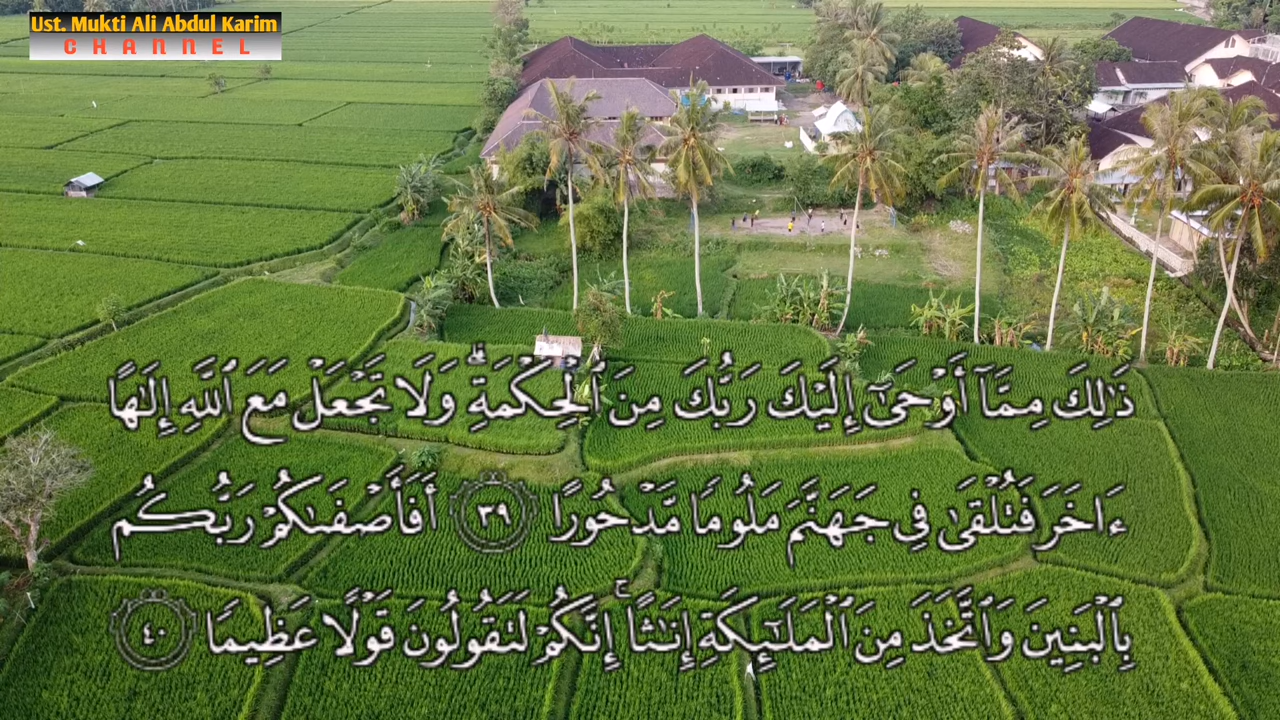 Ust. Mukti Ali Abdul Karim
CHANNEL
ذَٰلِكَ مِمَّآ أَوْحَىٰٓ إِلَيْكَ رَبُّكَ مِنَ ٱلْحِكْمَةِ ۗ وَلَا تَجْعَلْ مَعَ ٱللَّهِ إِلَٰهًا
ءَاخَرَ فَتُلْقَىٰ فِى جَهَنَّمَ مَلُومًا مَّدْحُورًا ٣٩ أَفَأَصْفَىٰكُمْ رَبُّكُم
بِٱلْبَنِينَ وَٱتَّخَذَ مِنَ ٱلْمَلَٰٓئِكَةِ إِنَٰثًا ۚ إِنَّكُمْ لَتَقُولُونَ قَوْلًا عَظِيمًا ٤٠